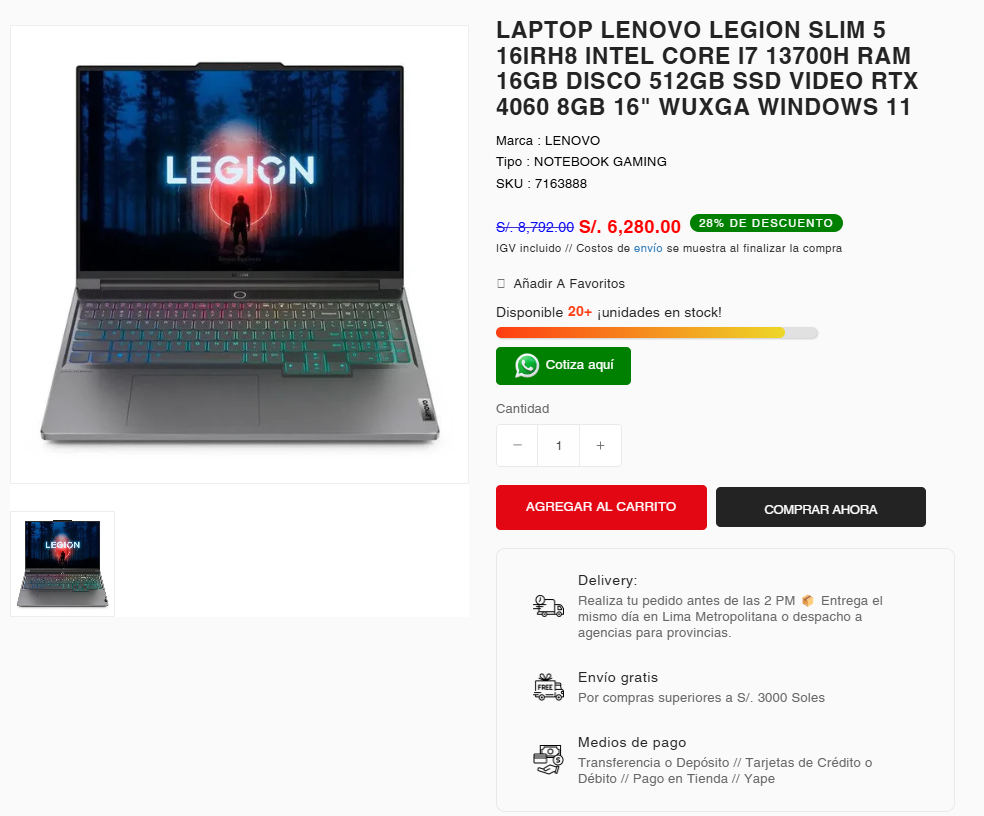 LEGION
LEGION
LAPTOP LENOVO LEGION SLIM 5
16IRH8 INTEL CORE I7 13700H RAM
16GB DISCO 512GB SSD VIDEO RTX
4060 8GB 16" WUXGA WINDOWS 11
Marca : LENOVO
Tipo : NOTEBOOK GAMING
SKU : 7163888
S/. 8,792.00 S/. 6,280.00 28% DE DESCUENTO
IGV incluido // Costos de envío se muestra al finalizar la compra
Añadir A Favoritos
Disponible 20+ ¡unidades en stock!
Cotiza aquí
Cantidad
− 1 +
AGREGAR AL CARRITO COMPRAR AHORA
Delivery:
Realiza tu pedido antes de las 2 PM 📦 Entrega el
mismo día en Lima Metropolitana o despacho a
agencias para provincias.
FREE
Envío gratis
Por compras superiores a S/. 3000 Soles
Medios de pago
Transferencia o Depósito // Tarjetas de Crédito o
Débito // Pago en Tienda // Yape